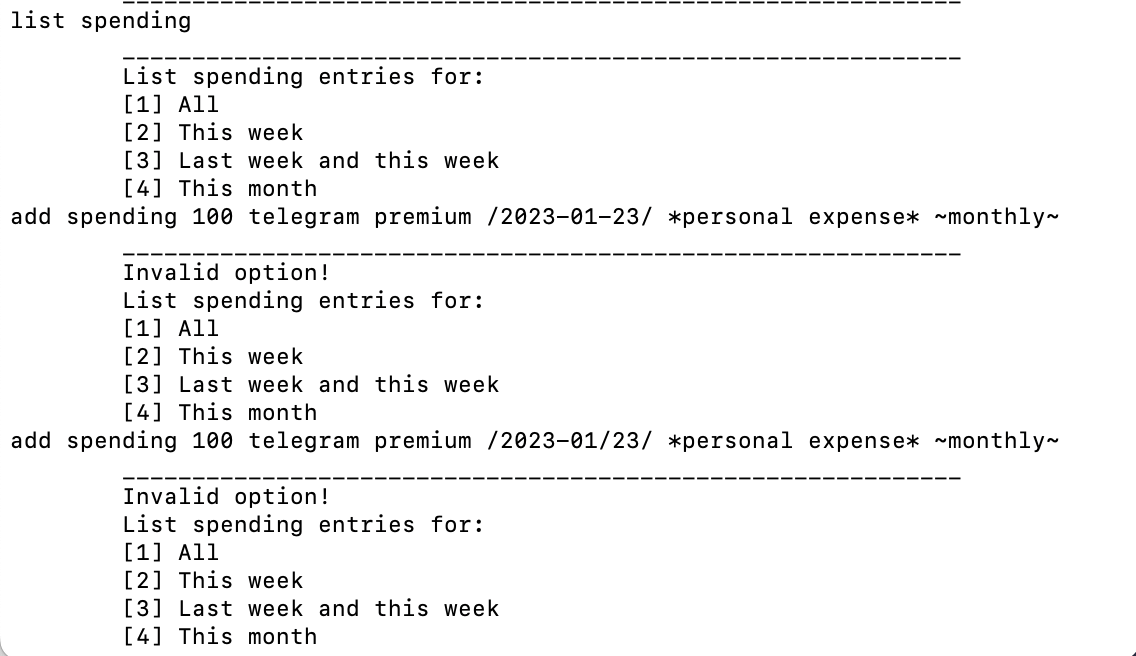 ____________________________________________________________
list spending
____________________________________________________________
List spending entries for:
[1] All
[2] This week
[3] Last week and this week
[4] This month
add spending 100 telegram premium /2023-01-23/ *personal expense* ~monthly~
____________________________________________________________
Invalid option!
List spending entries for:
[1] All
[2] This week
[3] Last week and this week
[4] This month
add spending 100 telegram premium /2023-01/23/ *personal expense* ~monthly~
____________________________________________________________
Invalid option!
List spending entries for:
[1] All
[2] This week
[3] Last week and this week
[4] This month